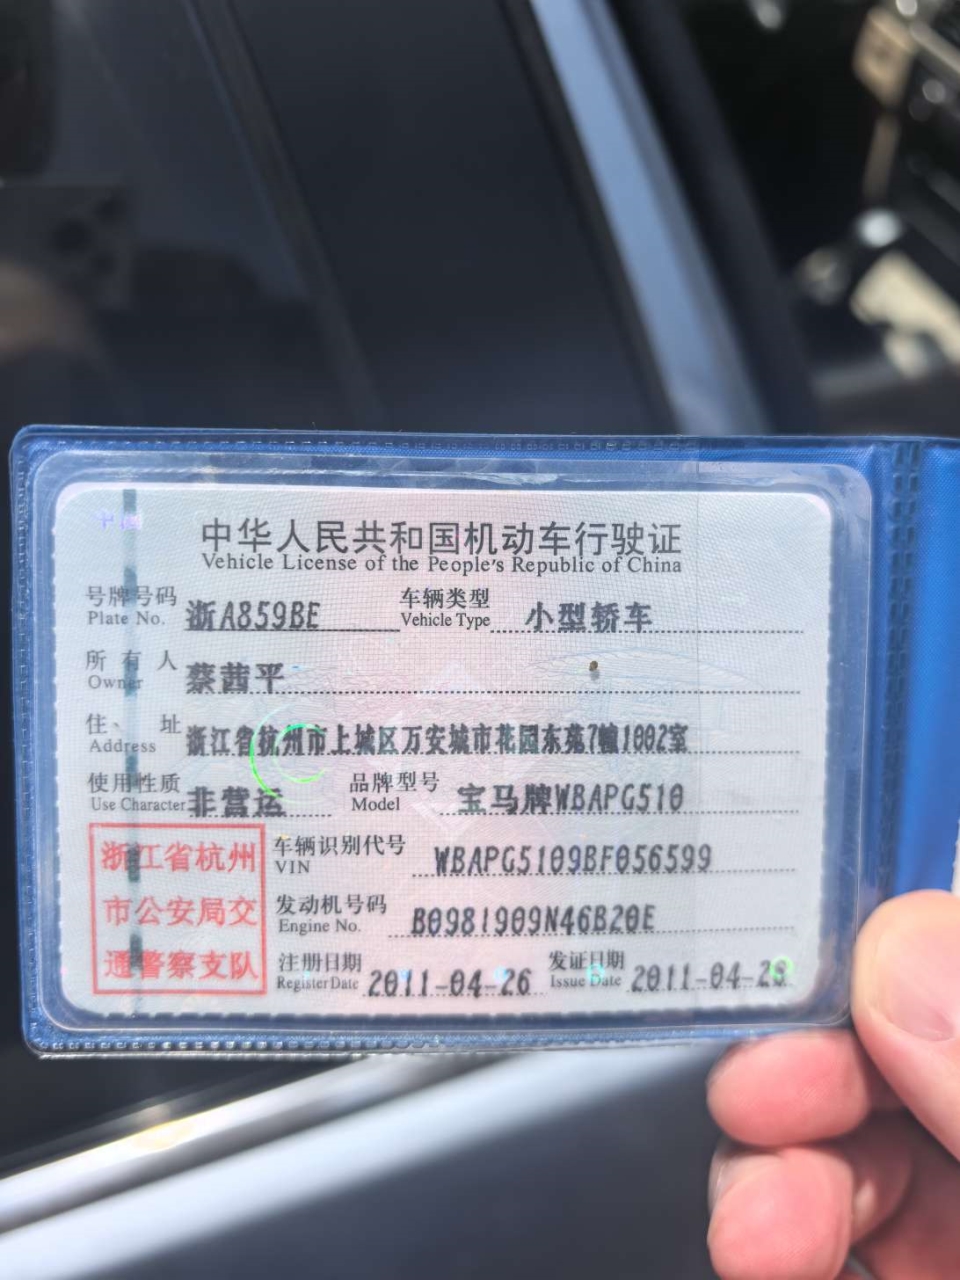 中华人民共和国机动车行驶证
Vehicle License of the People's Republic of China
号牌号码 浙A859BE 车辆类型 小型轿车
Plate No. Vehicle Type
所有人 蔡茜平
Owner
住址 浙江省杭州市上城区万安城市花园东苑7幢1002室
Address
使用性质 非营运 品牌型号 宝马牌WBAPG510
Use Character Model
浙江省杭州
市公安局交
通警察支队
车辆识别代号 WBAPG5109BF056599
VIN
发动机号码 B0981909N46B20E
Engine No.
注册日期 2011-04-26 发证日期 2011-04-28
Register Date Issue Date